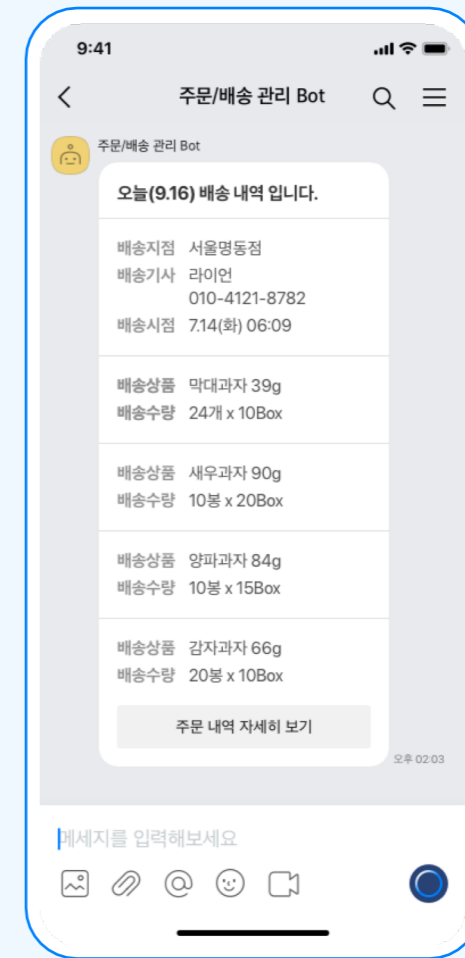 9:41
주문/배송 관리 Bot
주문/배송 관리 Bot
오늘(9.16) 배송 내역 입니다.
배송지점 서울명동점
배송기사 라이언
010-4121-8782
배송시점 7.14(화) 06:09
배송상품 막대과자 39g
배송수량 24개 x 10Box
배송상품 새우과자 90g
배송수량 10봉 x 20Box
배송상품 양파과자 84g
배송수량 10봉 x 15Box
배송상품 감자과자 66g
배송수량 20봉 x 10Box
주문 내역 자세히 보기
오후 02:03
메세지를 입력해보세요